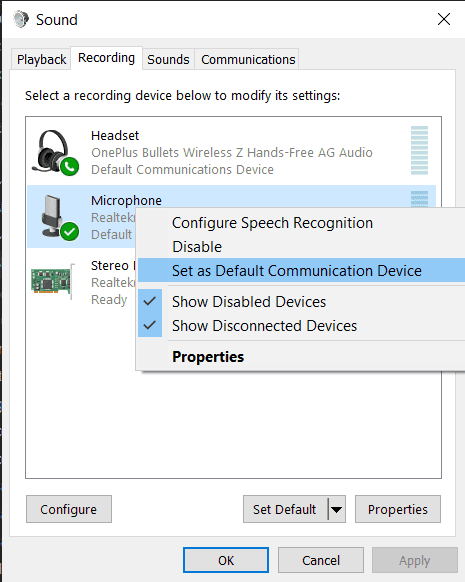 Sound
Playback Recording Sounds Communications
Select a recording device below to modify its settings:
Headset
OnePlus Bullets Wireless Z Hands-Free AG Audio
Default Communications Device
Microphone
Default
Stereo
Ready
Configure Speech Recognition
Disable
Set as Default Communication Device
Show Disabled Devices
Show Disconnected Devices
Properties
Configure Set Default Properties
OK Cancel Apply